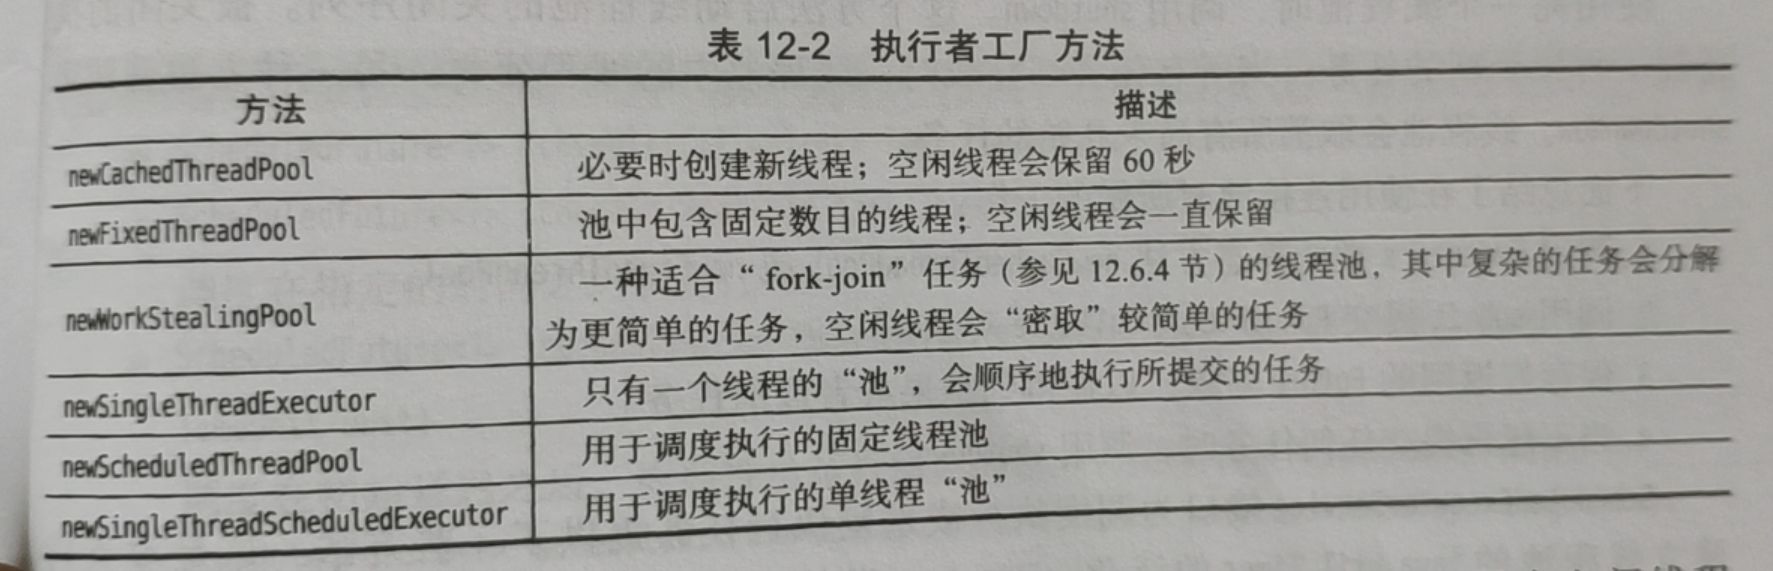 表 12-2 执行者工厂方法
方法 描述
newCachedThreadPool 必要时创建新线程；空闲线程会保留 60 秒
newFixedThreadPool 池中包含固定数目的线程；空闲线程会一直保留
newWorkStealingPool 一种适合“fork-join”任务（参见 12.6.4 节）的线程池，其中复杂的任务会分解
为更简单的任务，空闲线程会“密取”较简单的任务
newSingleThreadExecutor 只有一个线程的“池”，会顺序地执行所提交的任务
newScheduledThreadPool 用于调度执行的固定线程池
newSingleThreadScheduledExecutor 用于调度执行的单线程“池”